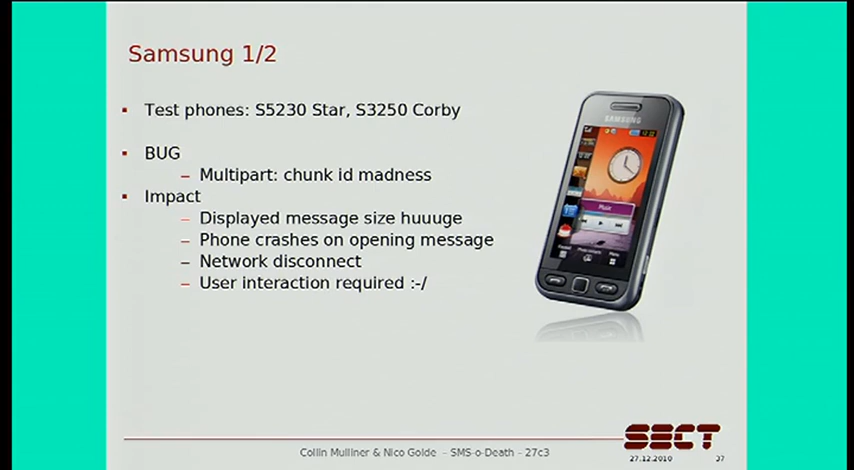 Samsung 1/2
Test phones: S5230 Star, S3250 Corby
BUG
– Multipart: chunk id madness
Impact
– Displayed message size huuuge
– Phone crashes on opening message
– Network disconnect
– User interaction required :-/
SAMSUNG
Music
Collin Mulliner & Nico Golde – SMS-o-Death – 27c3
SECT
27.12.2010
37